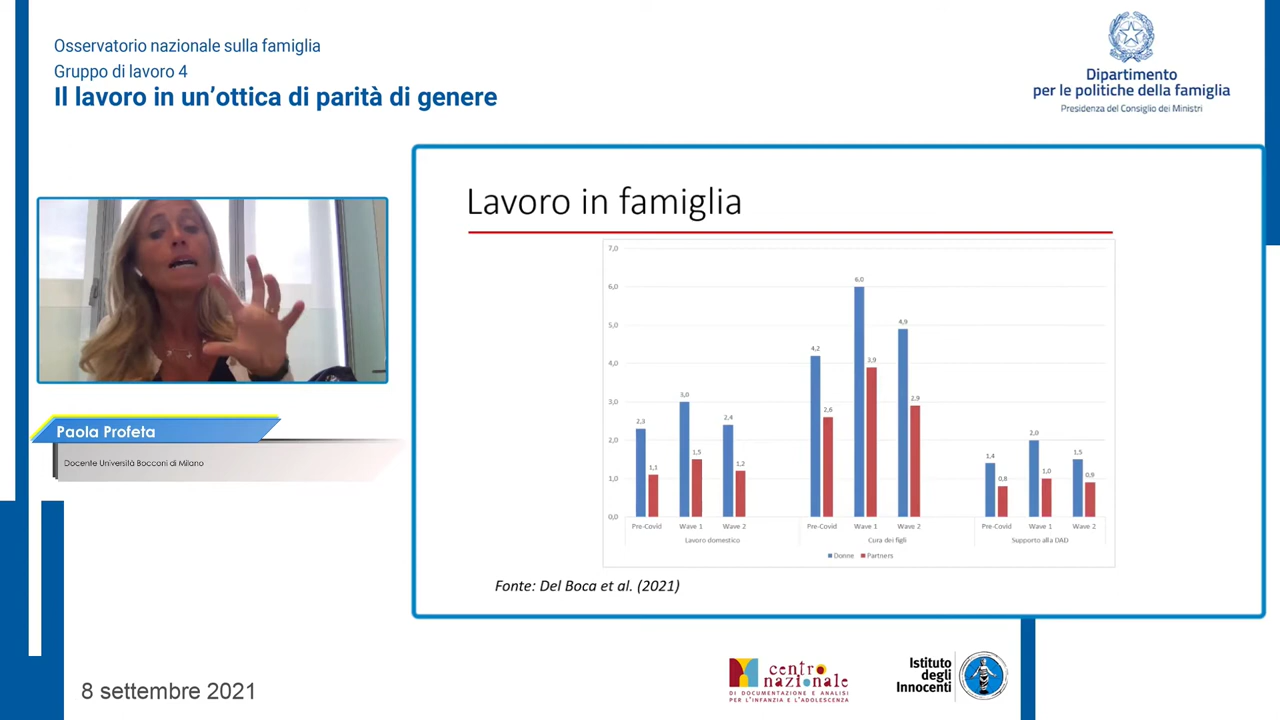 Osservatorio nazionale sulla famiglia
Gruppo di lavoro 4
Il lavoro in un'ottica di parità di genere
Dipartimento
per le politiche della famiglia
Presidenza del Consiglio dei Ministri
Paola Profeta
Docente Università Bocconi di Milano
Lavoro in famiglia
7,0
6,0
5,0
4,0
3,0
2,0
1,0
0,0
2,3 1,1 3,0 1,5 2,4 1,2
4,2 2,6 6,0 3,9 4,9 2,9
1,4 0,8 2,0 1,0 1,5 0,9
Pre-Covid Wave 1 Wave 2 Pre-Covid Wave 1 Wave 2 Pre-Covid Wave 1 Wave 2
Lavoro domestico Cura dei figli Supporto alla DAD
Donne Partners
Fonte: Del Boca et al. (2021)
8 settembre 2021
centro
nazionale
DI DOCUMENTAZIONE E ANALISI
PER L'INFANZIA E L'ADOLESCENZA
Istituto
degli
Innocenti